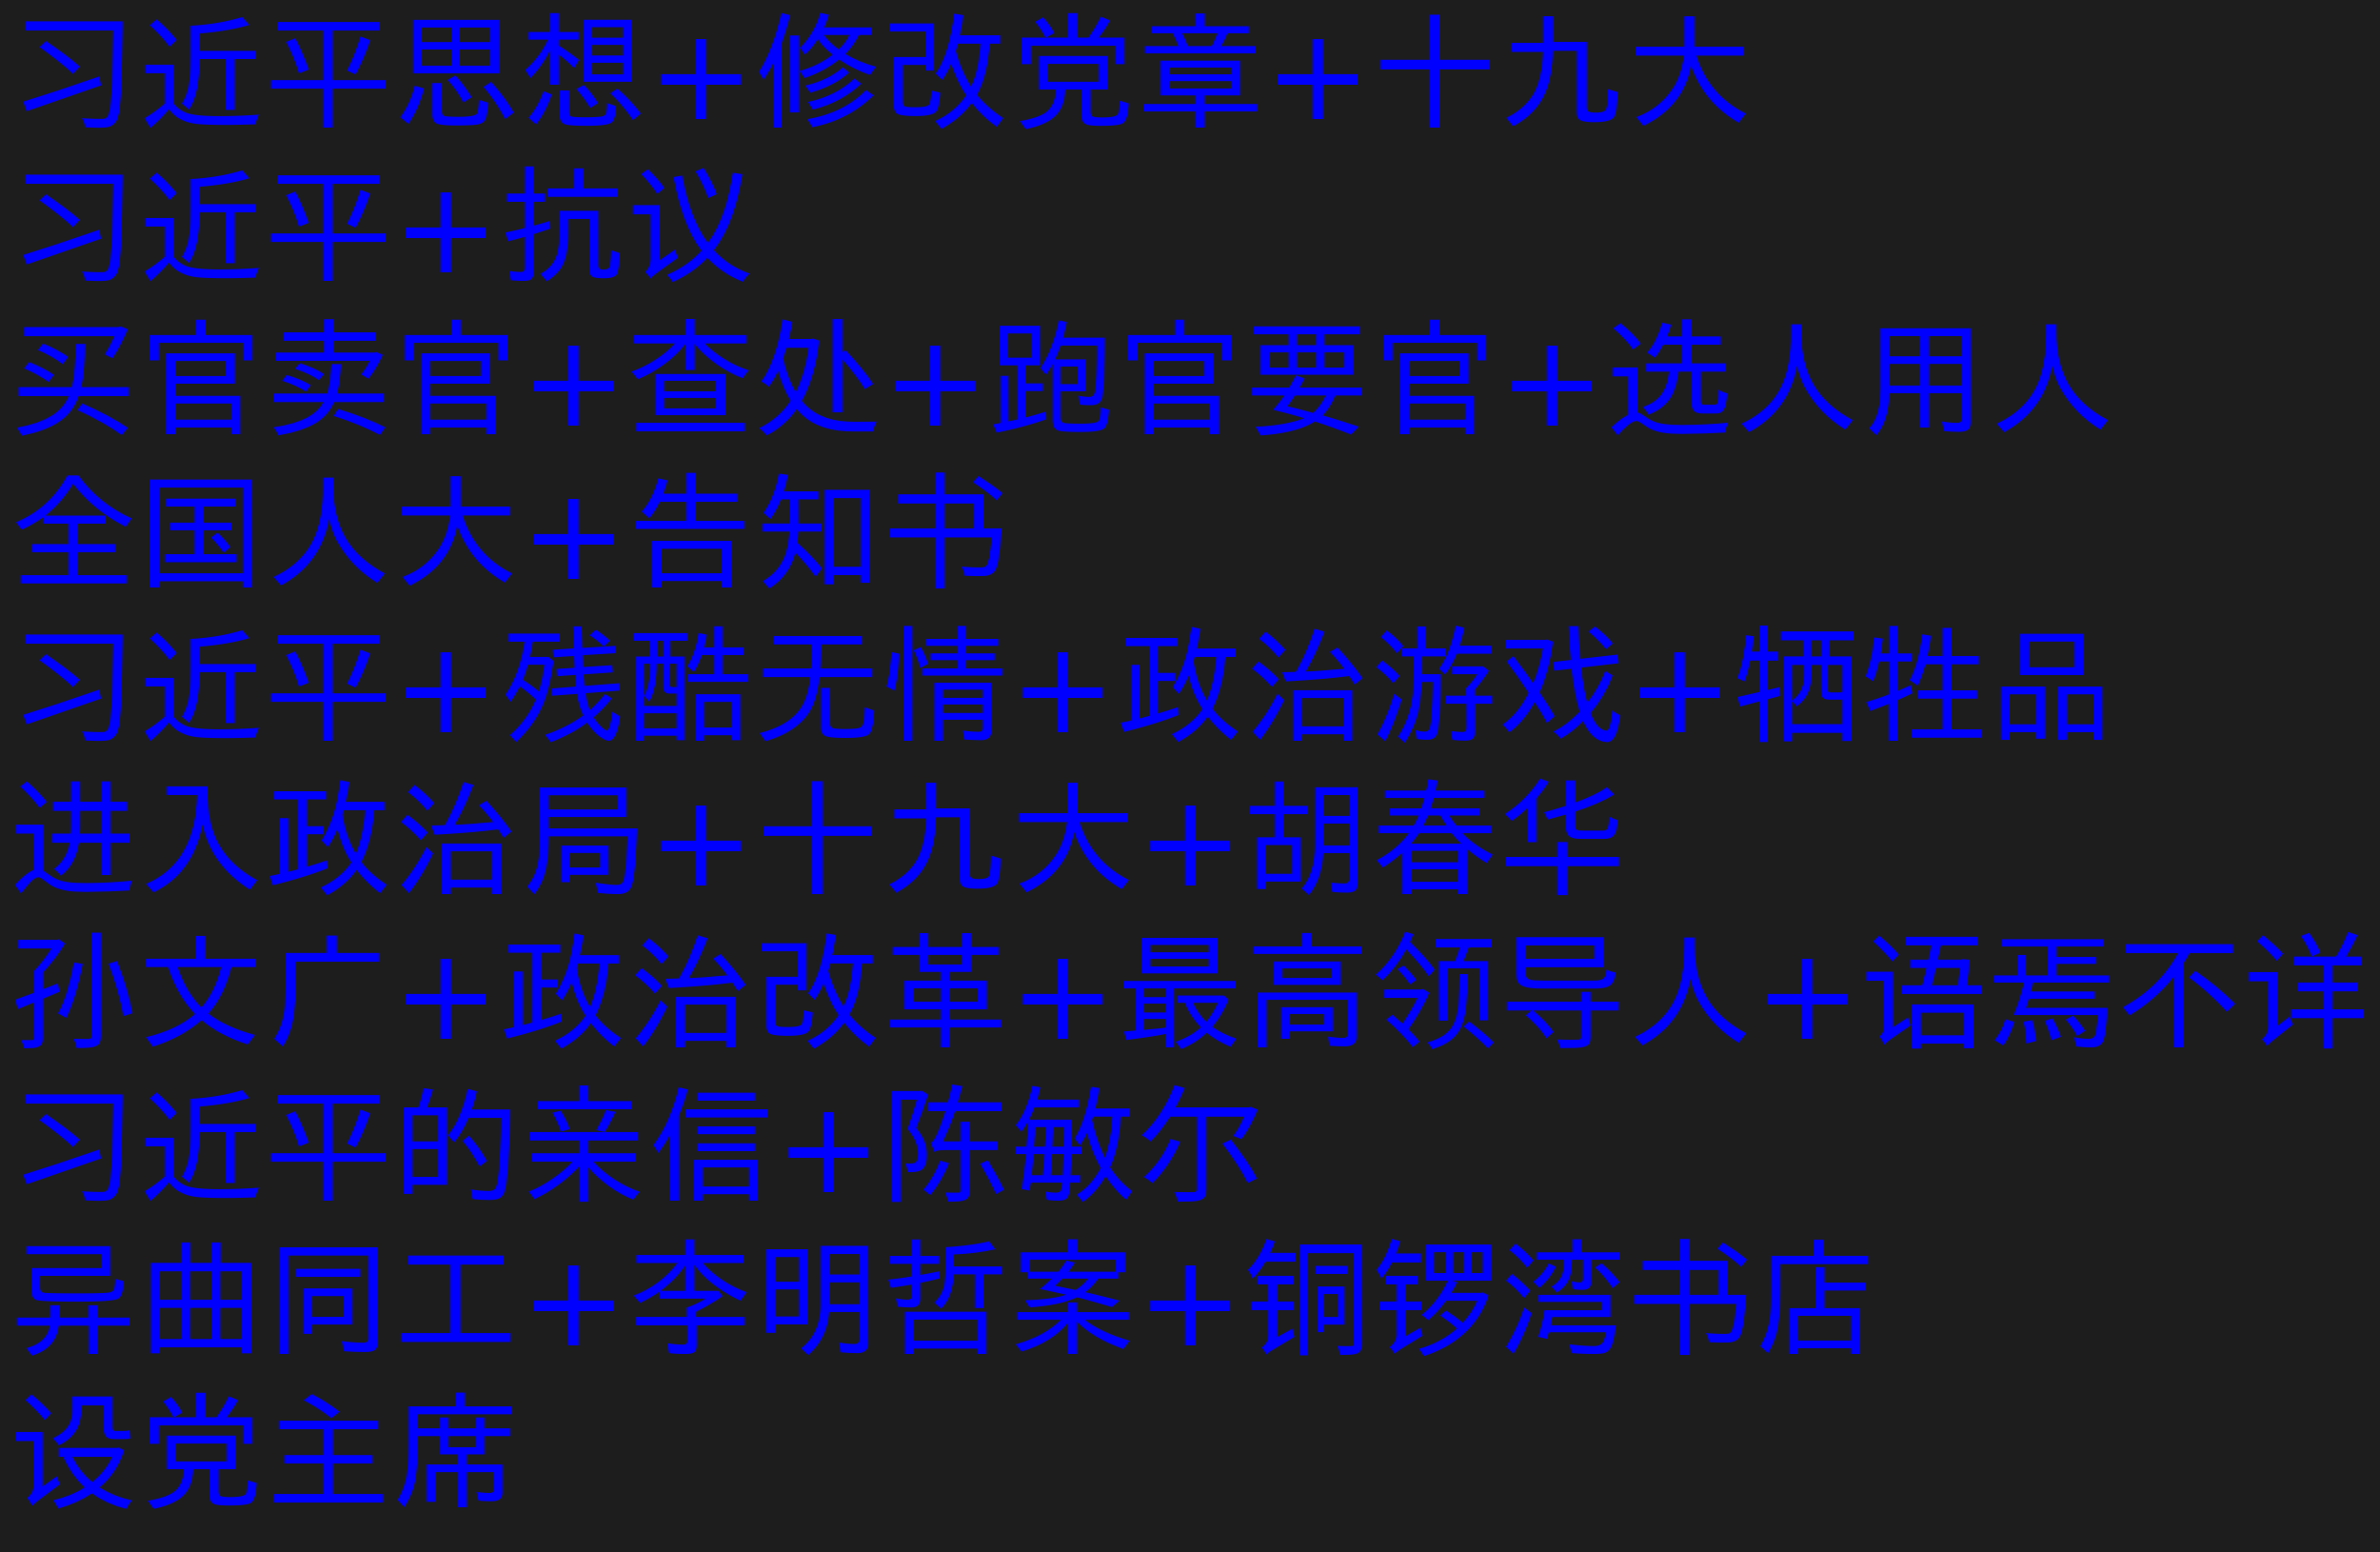 习近平思想+修改党章+十九大
习近平+抗议
买官卖官+查处+跑官要官+选人用人
全国人大+告知书
习近平+残酷无情+政治游戏+牺牲品
进入政治局+十九大+胡春华
孙文广+政治改革+最高领导人+语焉不详
习近平的亲信+陈敏尔
异曲同工+李明哲案+铜锣湾书店
设党主席